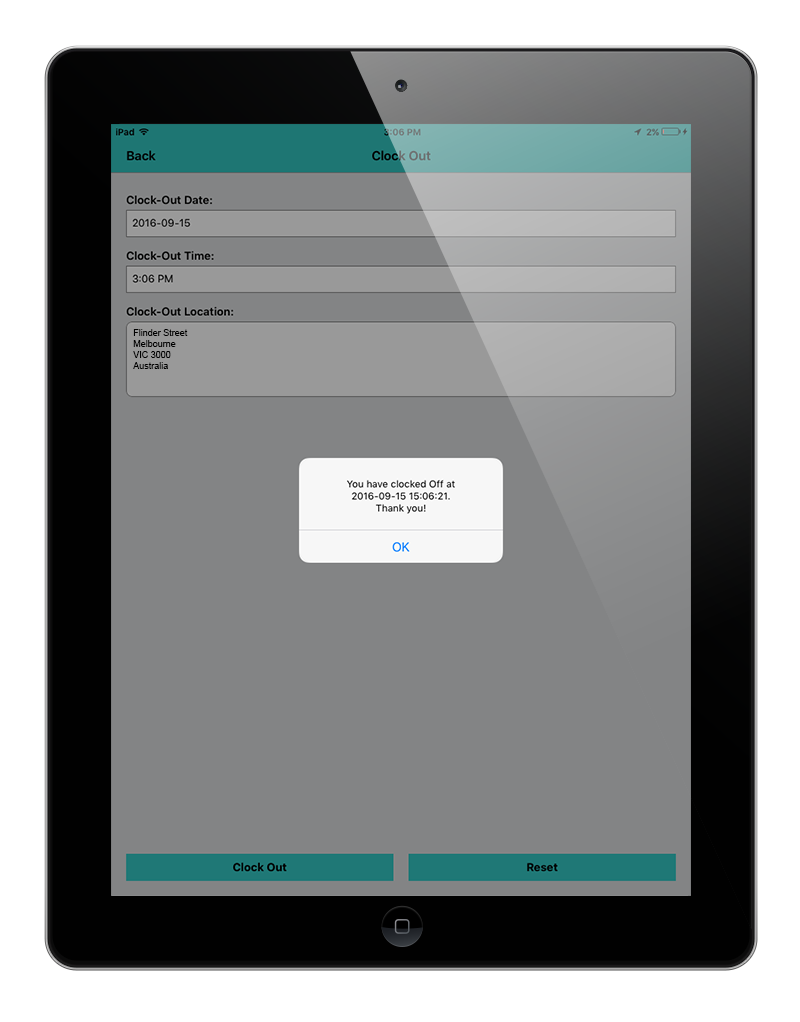 iPad 3:06 PM 2%
Back Clock Out
Clock-Out Date:
2016-09-15
Clock-Out Time:
3:06 PM
Clock-Out Location:
Flinder Street
Melbourne
VIC 3000
Australia
You have clocked Off at
2016-09-15 15:06:21.
Thank you!
OK
Clock Out Reset